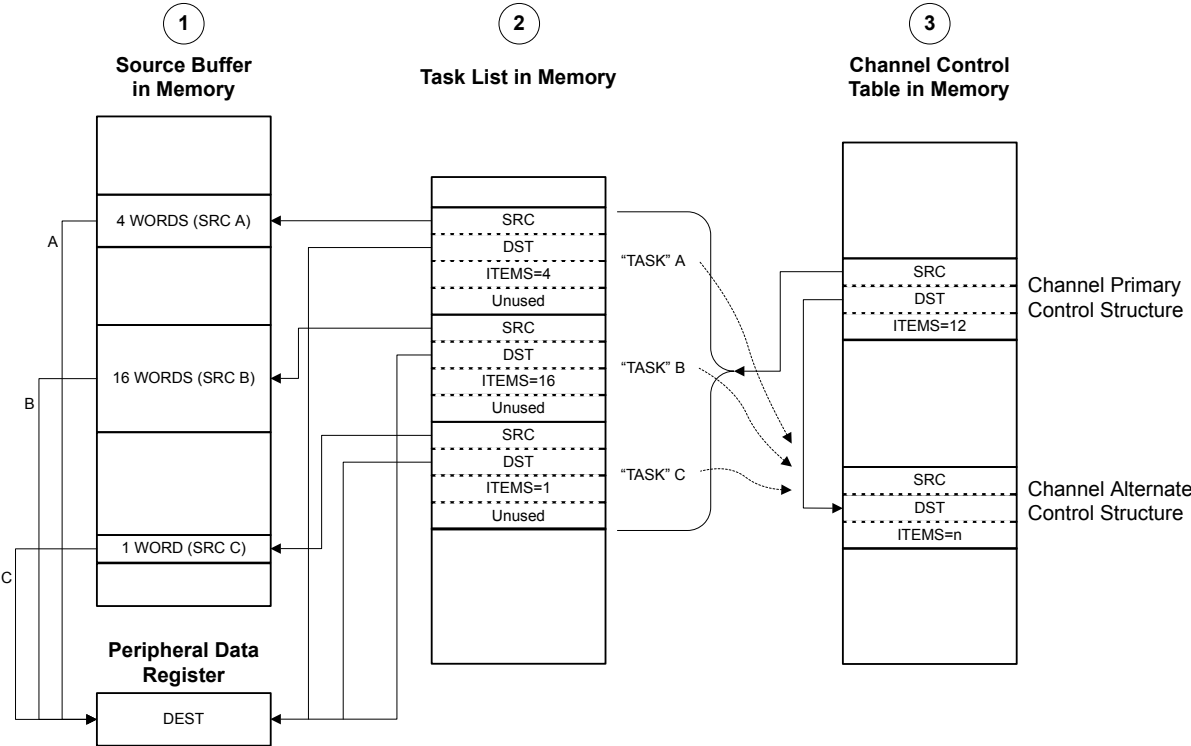 1
Source Buffer
in Memory
4 WORDS (SRC A)
A
16 WORDS (SRC B)
B
1 WORD (SRC C)
C
Peripheral Data
Register
DEST
2
Task List in Memory
SRC
DST
ITEMS=4
Unused
"TASK" A
SRC
DST
ITEMS=16
Unused
"TASK" B
SRC
DST
ITEMS=1
Unused
"TASK" C
3
Channel Control
Table in Memory
SRC
DST
ITEMS=12
Channel Primary
Control Structure
SRC
DST
ITEMS=n
Channel Alternate
Control Structure